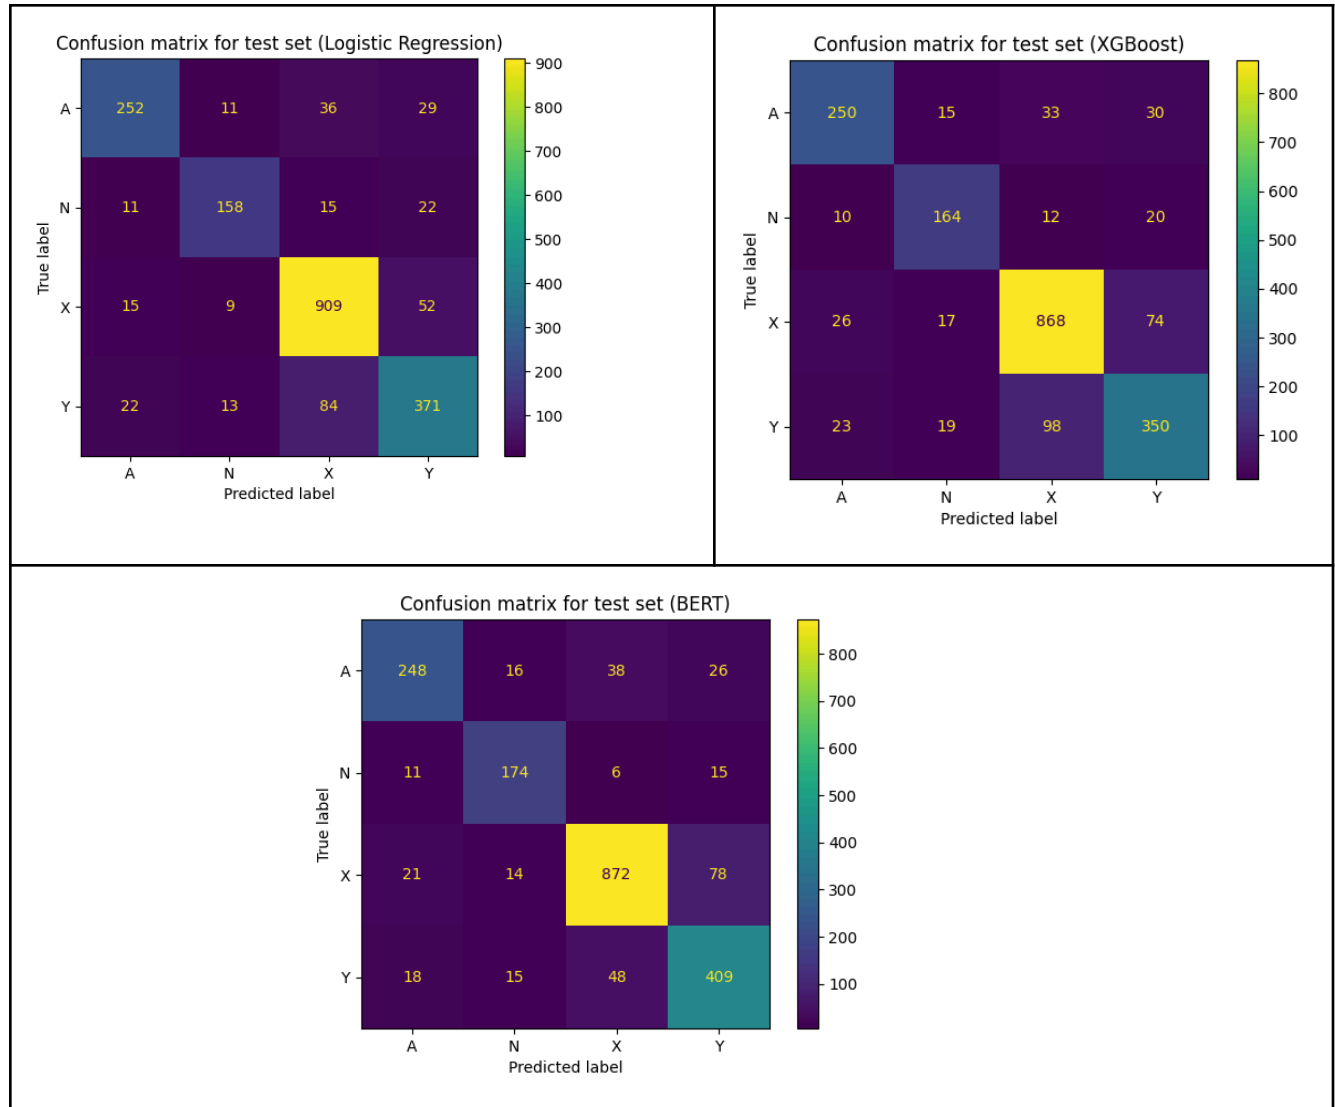 Confusion matrix for test set (Logistic Regression)
A 252 11 36 29
N 11 158 15 22
X 15 9 909 52
Y 22 13 84 371
A N X Y
Predicted label
True label
900
800
700
600
500
400
300
200
100
Confusion matrix for test set (XGBoost)
A 250 15 33 30
N 10 164 12 20
X 26 17 868 74
Y 23 19 98 350
A N X Y
Predicted label
True label
800
700
600
500
400
300
200
100
Confusion matrix for test set (BERT)
A 248 16 38 26
N 11 174 6 15
X 21 14 872 78
Y 18 15 48 409
A N X Y
Predicted label
True label
800
700
600
500
400
300
200
100